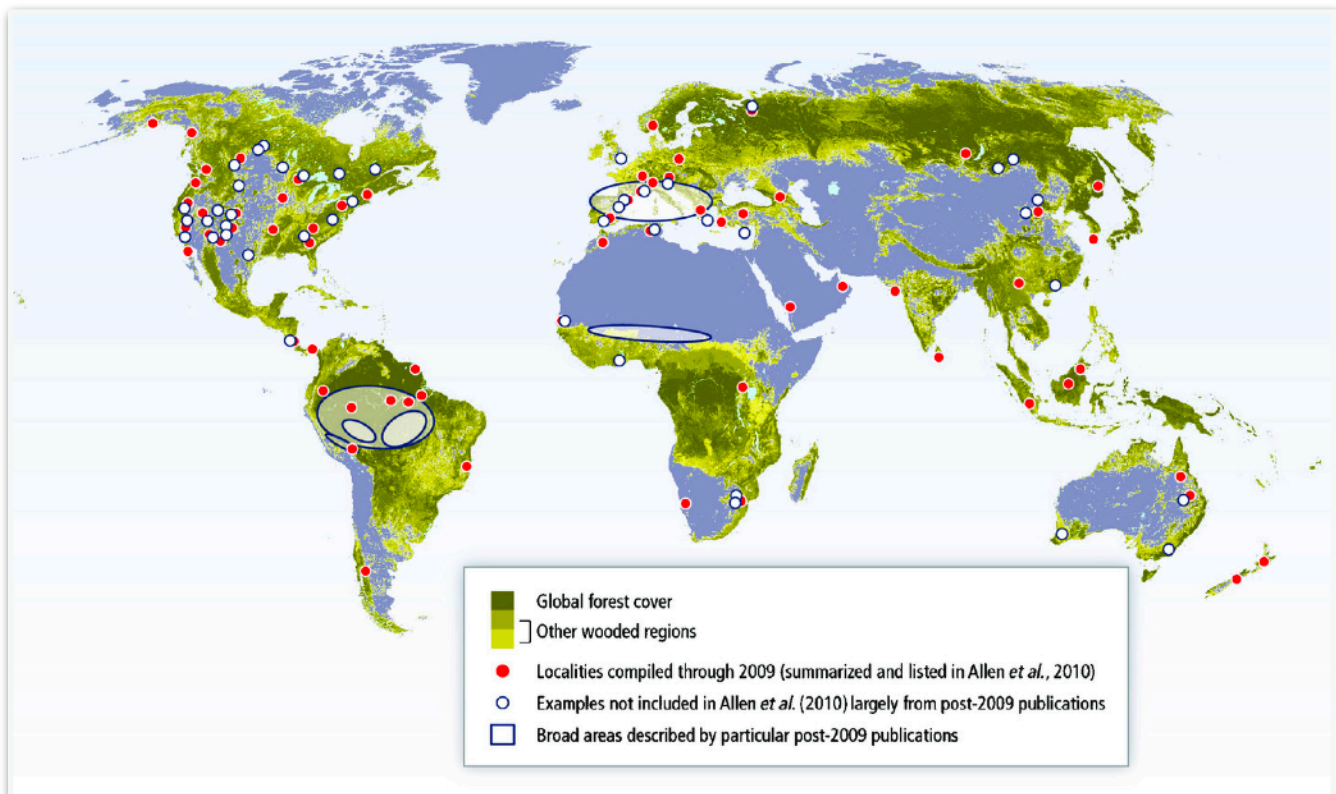 Global forest cover
Other wooded regions
Localities compiled through 2009 (summarized and listed in Allen et al., 2010)
Examples not included in Allen et al. (2010) largely from post-2009 publications
Broad areas described by particular post-2009 publications